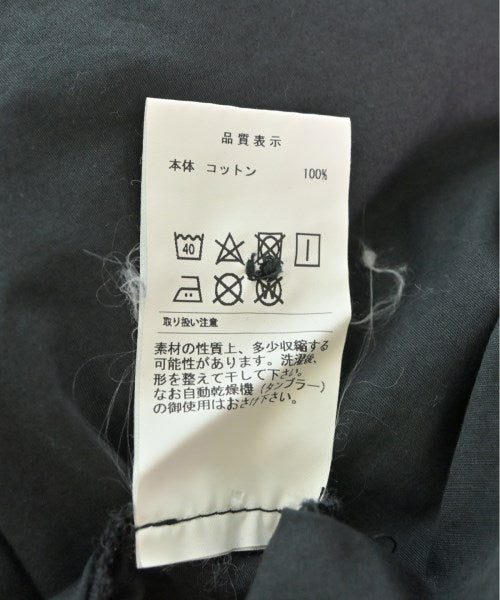 品質表示
本体 コットン 100%
40
取り扱い注意
素材の性質上、多少収縮する
可能性があります。洗濯後、
形を整えて干して下さい。
なお自動乾燥機(タンブラー)
の御使用はおさけ下さい。